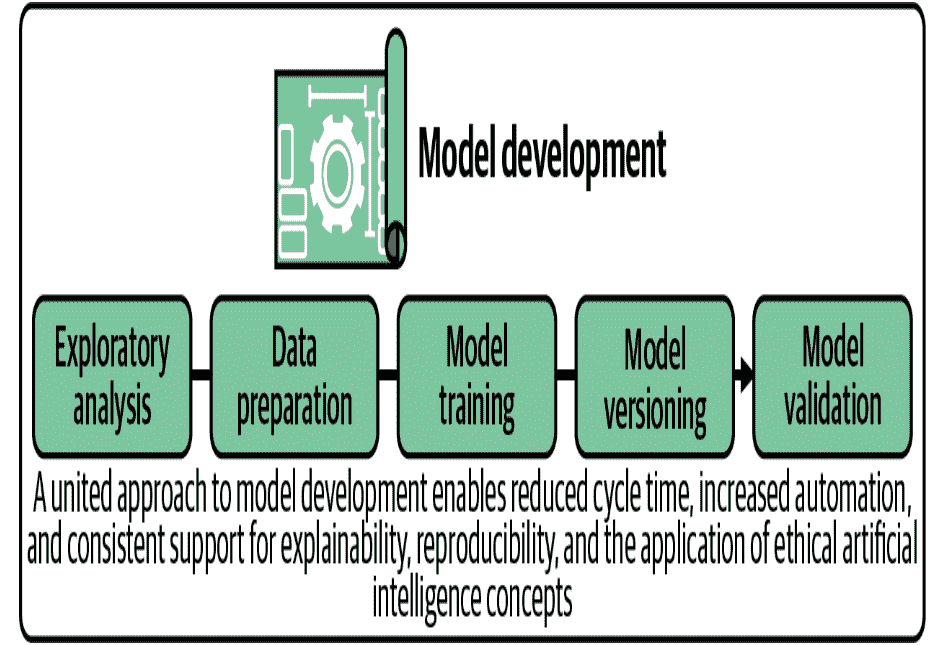 Model development
Exploratory
analysis
Data
preparation
Model
training
Model
versioning
Model
validation
A united approach to model development enables reduced cycle time, increased automation,
and consistent support for explainability, reproducibility, and the application of ethical artificial
intelligence concepts